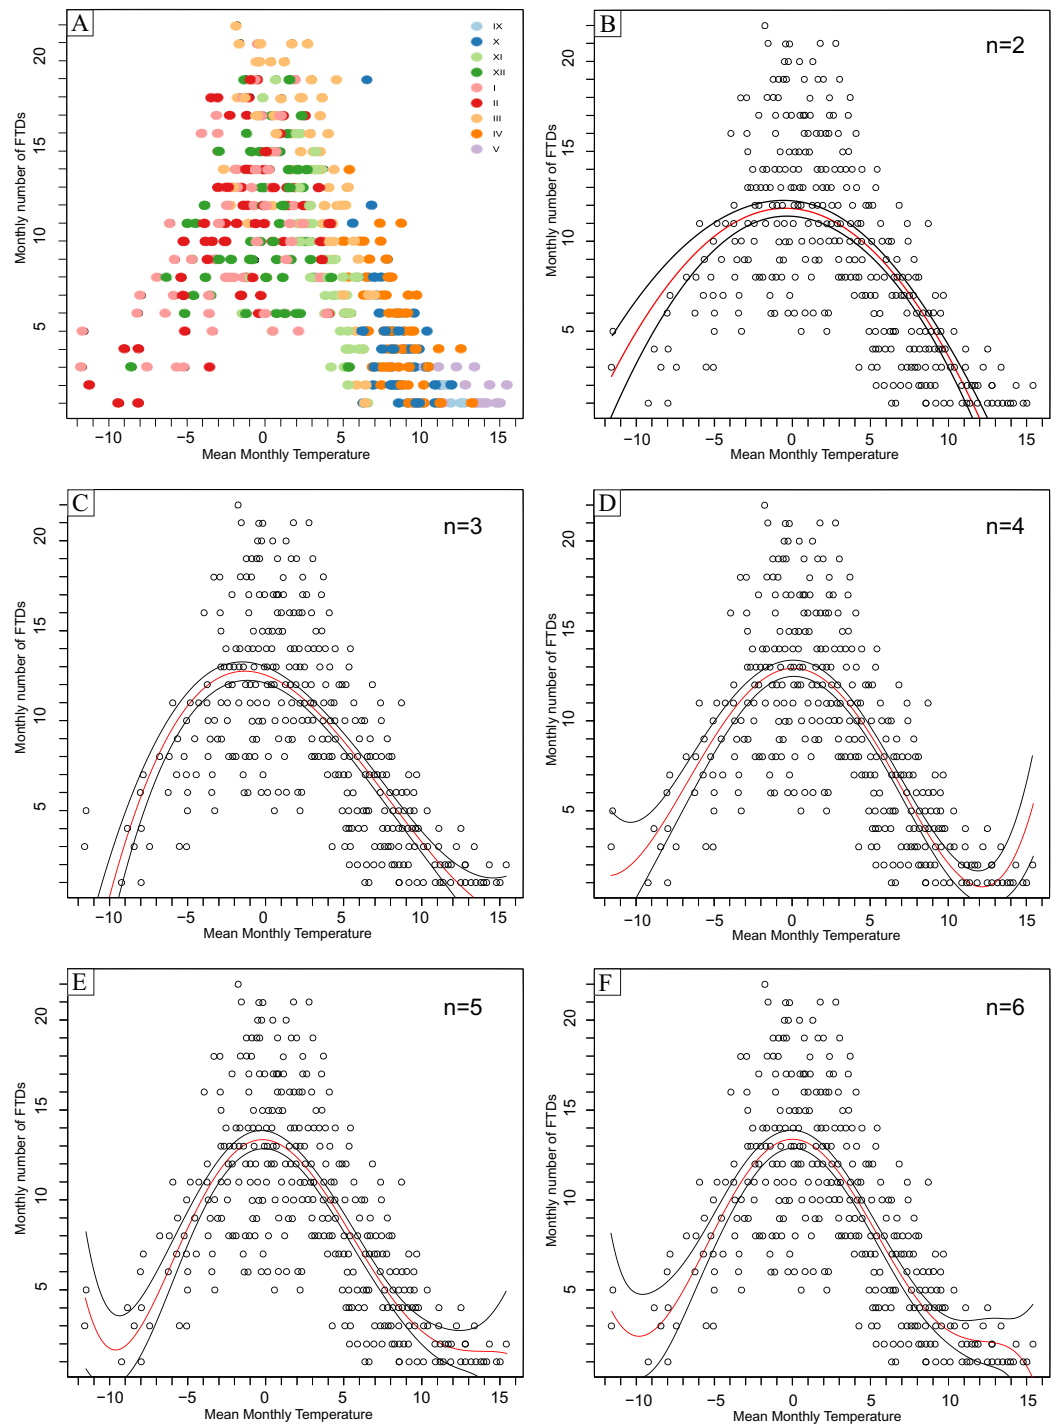 A
IX
X
XI
XII
I
II
III
IV
V
Monthly number of FTDs
5 10 15 20
−10 −5 0 5 10 15
Mean Monthly Temperature
B
n=2
Monthly number of FTDs
5 10 15 20
−10 −5 0 5 10 15
Mean Monthly Temperature
C
n=3
Monthly number of FTDs
5 10 15 20
−10 −5 0 5 10 15
Mean Monthly Temperature
D
n=4
Monthly number of FTDs
5 10 15 20
−10 −5 0 5 10 15
Mean Monthly Temperature
E
n=5
Monthly number of FTDs
5 10 15 20
−10 −5 0 5 10 15
Mean Monthly Temperature
F
n=6
Monthly number of FTDs
5 10 15 20
−10 −5 0 5 10 15
Mean Monthly Temperature